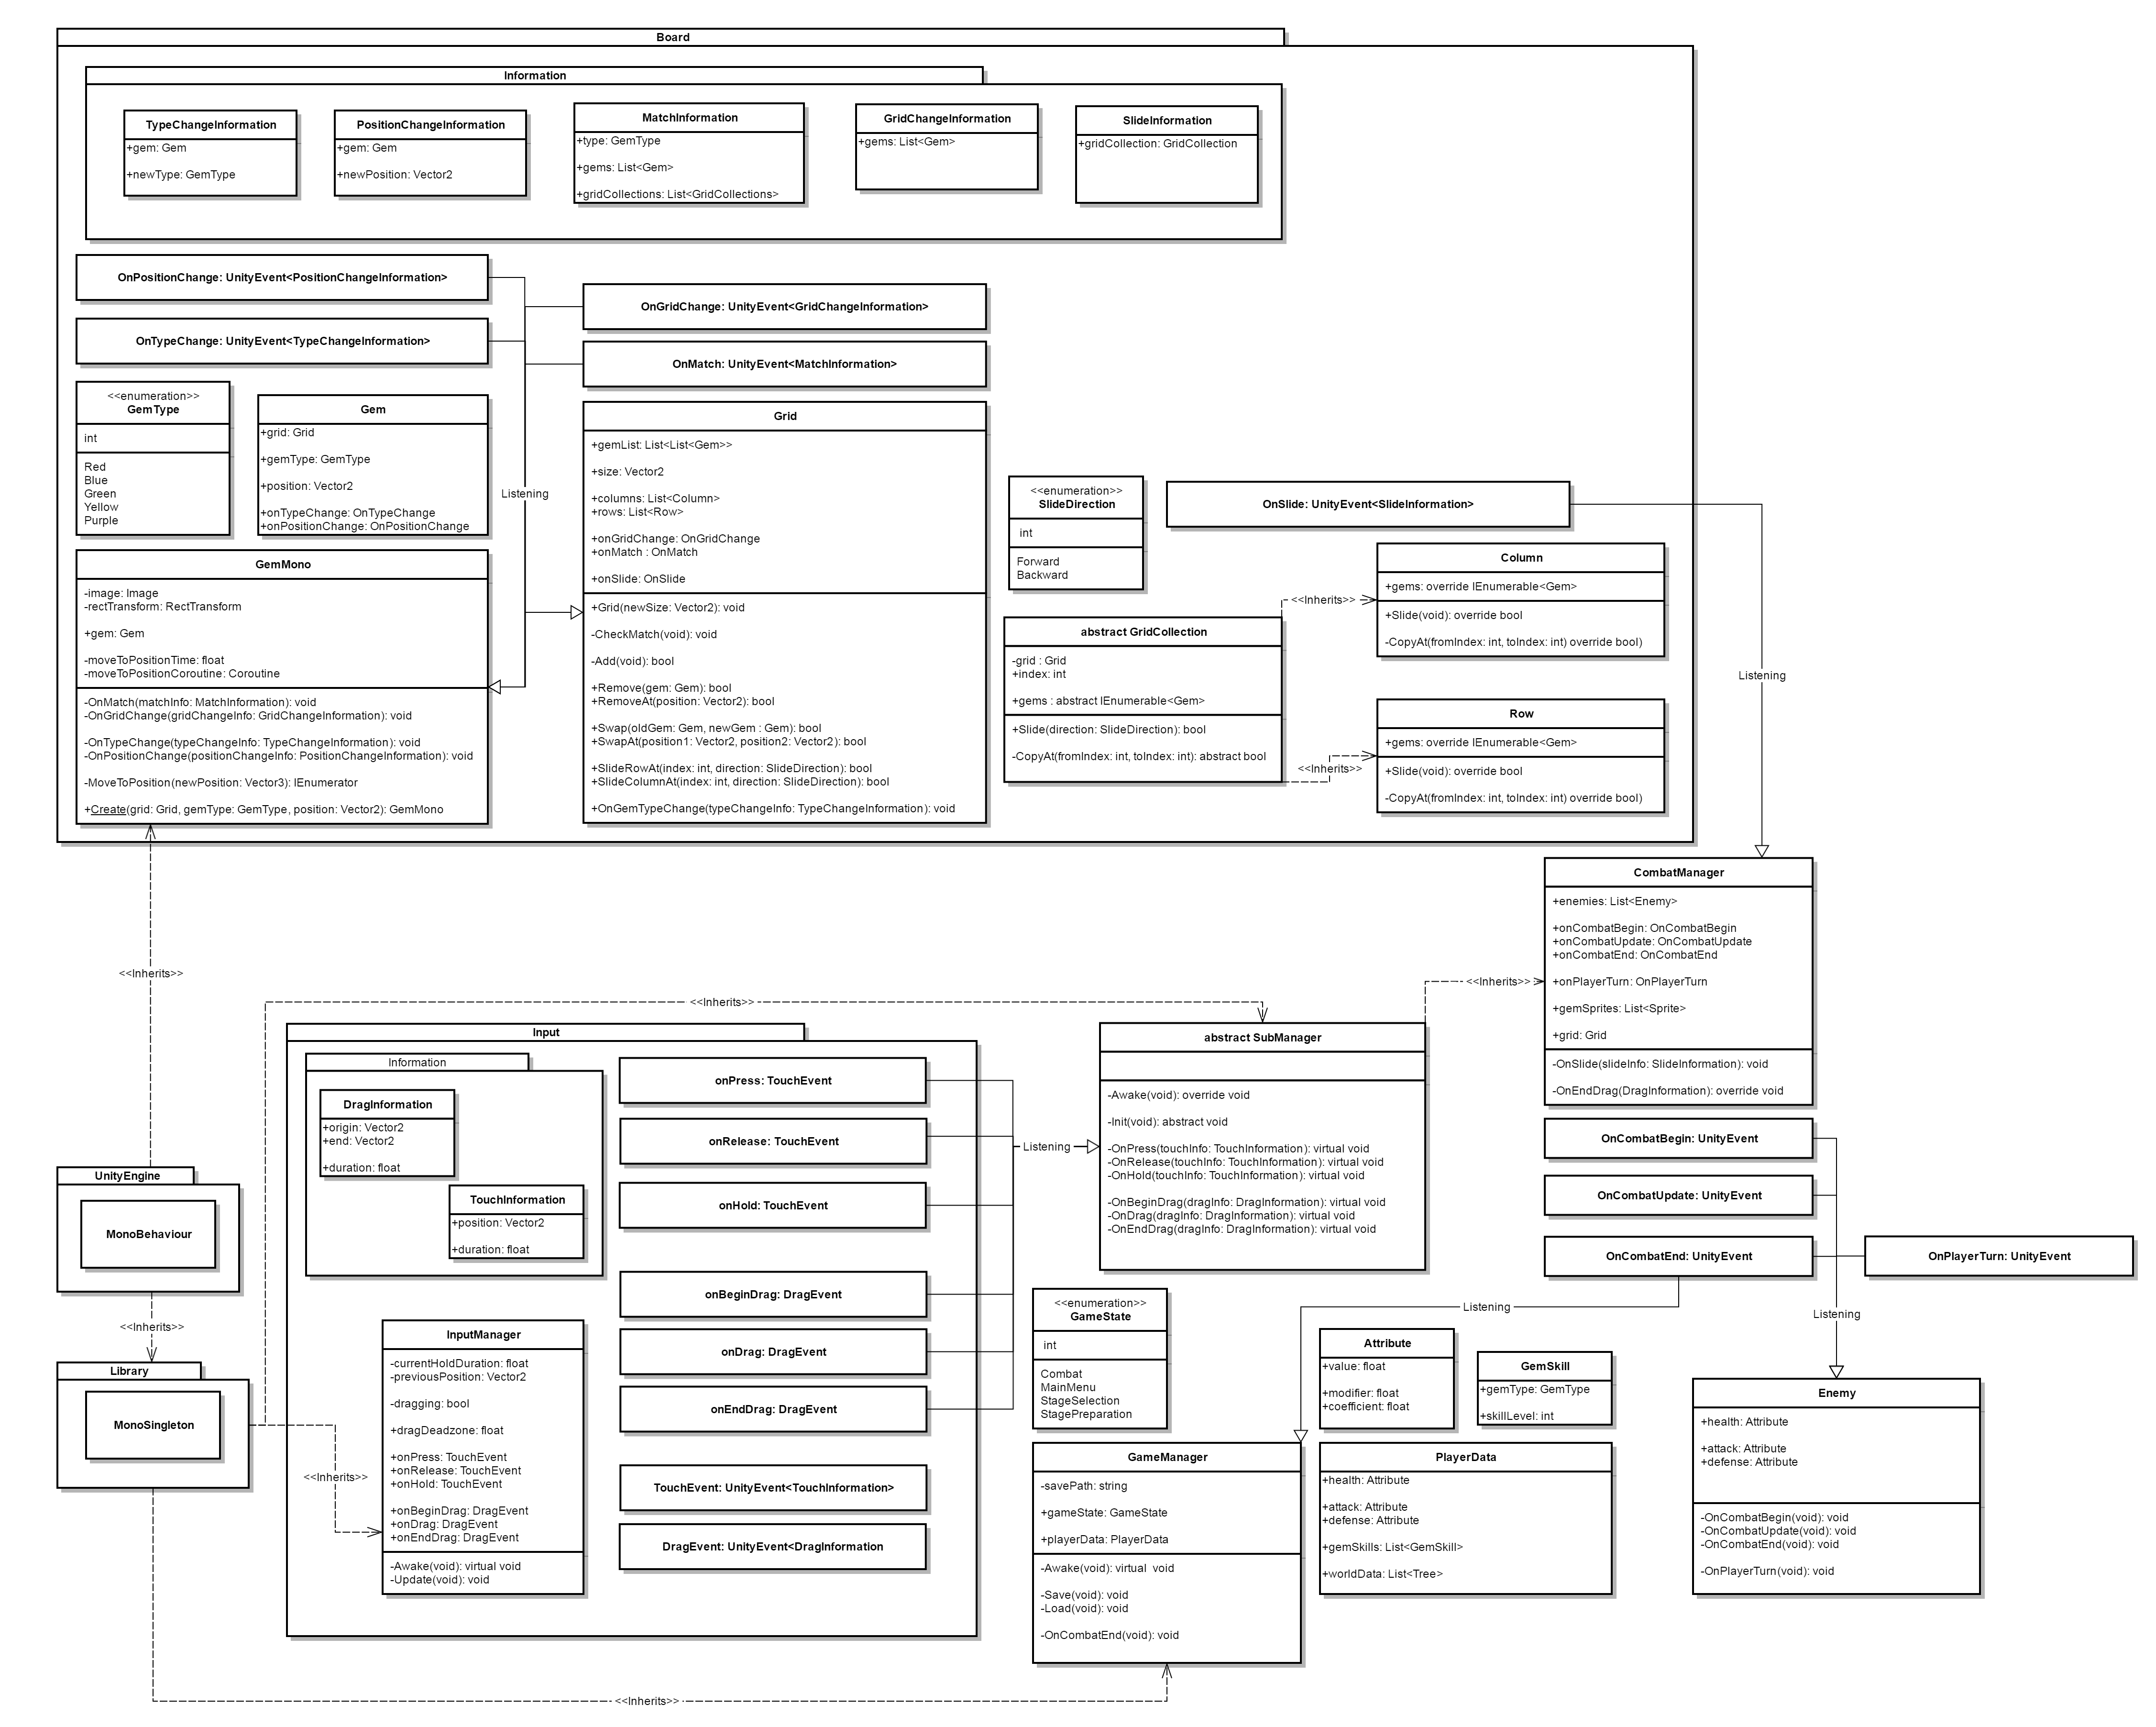 Board
Information
TypeChangeInformation
+gem: Gem
+newType: GemType
PositionChangeInformation
+gem: Gem
+newPosition: Vector2
MatchInformation
+type: GemType
+gems: List<Gem>
+gridCollections: List<GridCollections>
GridChangeInformation
+gems: List<Gem>
SlideInformation
+gridCollection: GridCollection
OnPositionChange: UnityEvent<PositionChangeInformation>
OnTypeChange: UnityEvent<TypeChangeInformation>
OnGridChange: UnityEvent<GridChangeInformation>
OnMatch: UnityEvent<MatchInformation>
<<enumeration>>
GemType
int
Red
Blue
Green
Yellow
Purple
Gem
+grid: Grid
+gemType: GemType
+position: Vector2
+onTypeChange: OnTypeChange
+onPositionChange: OnPositionChange
Listening
GemMono
-image: Image
-rectTransform: RectTransform
+gem: Gem
-moveToPositionTime: float
-moveToPositionCoroutine: Coroutine
-OnMatch(matchInfo: MatchInformation): void
-OnGridChange(gridChangeInfo: GridChangeInformation): void
-OnTypeChange(typeChangeInfo: TypeChangeInformation): void
-OnPositionChange(positionChangeInfo: PositionChangeInformation): void
-MoveToPosition(newPosition: Vector3): IEnumerator
+Create(grid: Grid, gemType: GemType, position: Vector2): GemMono
Grid
+gemList: List<List<Gem>>
+size: Vector2
+columns: List<Column>
+rows: List<Row>
+onGridChange: OnGridChange
+onMatch : OnMatch
+onSlide: OnSlide
+Grid(newSize: Vector2): void
-CheckMatch(void): void
-Add(void): bool
+Remove(gem: Gem): bool
+RemoveAt(position: Vector2): bool
+Swap(oldGem: Gem, newGem : Gem): bool
+SwapAt(position1: Vector2, position2: Vector2): bool
+SlideRowAt(index: int, direction: SlideDirection): bool
+SlideColumnAt(index: int, direction: SlideDirection): bool
+OnGemTypeChange(typeChangeInfo: TypeChangeInformation): void
<<enumeration>>
SlideDirection
int
Forward
Backward
OnSlide: UnityEvent<SlideInformation>
abstract GridCollection
-grid : Grid
+index: int
+gems : abstract IEnumerable<Gem>
+Slide(direction: SlideDirection): bool
-CopyAt(fromIndex: int, toIndex: int): abstract bool
<<Inherits>>
<<Inherits>>
Column
+gems: override IEnumerable<Gem>
+Slide(void): override bool
-CopyAt(fromIndex: int, toIndex: int) override bool)
Row
+gems: override IEnumerable<Gem>
+Slide(void): override bool
-CopyAt(fromIndex: int, toIndex: int) override bool)
Listening
CombatManager
+enemies: List<Enemy>
+onCombatBegin: OnCombatBegin
+onCombatUpdate: OnCombatUpdate
+onCombatEnd: OnCombatEnd
+onPlayerTurn: OnPlayerTurn
+gemSprites: List<Sprite>
+grid: Grid
-OnSlide(slideInfo: SlideInformation): void
-OnEndDrag(DragInformation): override void
<<Inherits>>
<<Inherits>>
<<Inherits>>
Input
Information
DragInformation
+origin: Vector2
+end: Vector2
+duration: float
TouchInformation
+position: Vector2
+duration: float
onPress: TouchEvent
onRelease: TouchEvent
onHold: TouchEvent
onBeginDrag: DragEvent
onDrag: DragEvent
onEndDrag: DragEvent
TouchEvent: UnityEvent<TouchInformation>
DragEvent: UnityEvent<DragInformation
Listening
InputManager
-currentHoldDuration: float
-previousPosition: Vector2
-dragging: bool
+dragDeadzone: float
+onPress: TouchEvent
+onRelease: TouchEvent
+onHold: TouchEvent
+onBeginDrag: DragEvent
+onDrag: DragEvent
+onEndDrag: DragEvent
-Awake(void): virtual void
-Update(void): void
abstract SubManager
-Awake(void): override void
-Init(void): abstract void
-OnPress(touchInfo: TouchInformation): virtual void
-OnRelease(touchInfo: TouchInformation): virtual void
-OnHold(touchInfo: TouchInformation): virtual void
-OnBeginDrag(dragInfo: DragInformation): virtual void
-OnDrag(dragInfo: DragInformation): virtual void
-OnEndDrag(dragInfo: DragInformation): virtual void
UnityEngine
MonoBehaviour
<<Inherits>>
Library
MonoSingleton
<<Inherits>>
<<Inherits>>
OnCombatBegin: UnityEvent
OnCombatUpdate: UnityEvent
OnCombatEnd: UnityEvent
OnPlayerTurn: UnityEvent
Listening
Listening
<<enumeration>>
GameState
int
Combat
MainMenu
StageSelection
StagePreparation
Attribute
+value: float
+modifier: float
+coefficient: float
GemSkill
+gemType: GemType
+skillLevel: int
GameManager
-savePath: string
+gameState: GameState
+playerData: PlayerData
-Awake(void): virtual  void
-Save(void): void
-Load(void): void
-OnCombatEnd(void): void
PlayerData
+health: Attribute
+attack: Attribute
+defense: Attribute
+gemSkills: List<GemSkill>
+worldData: List<Tree>
Enemy
+health: Attribute
+attack: Attribute
+defense: Attribute
-OnCombatBegin(void): void
-OnCombatUpdate(void): void
-OnCombatEnd(void): void
-OnPlayerTurn(void): void